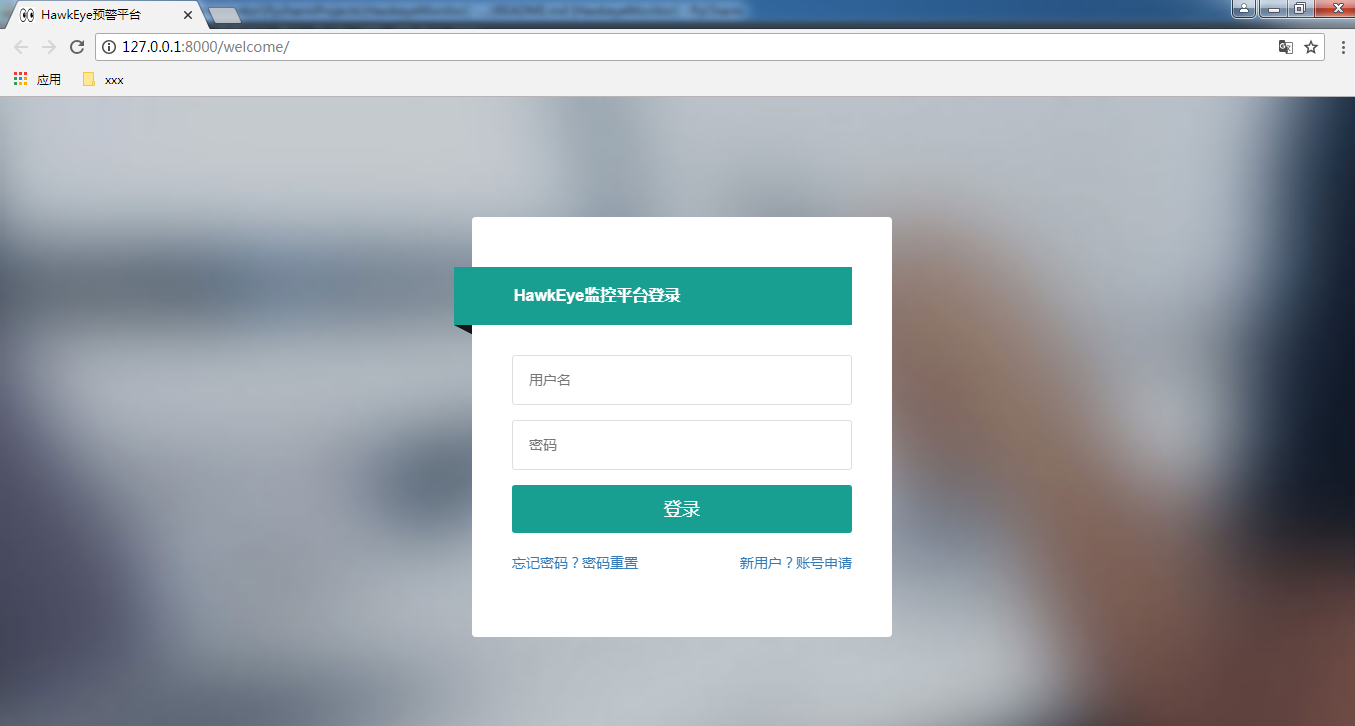 HawkEye预警平台
127.0.0.1:8000/welcome/
应用
xxx
HawkEye监控平台登录
用户名
密码
登录
忘记密码？密码重置
新用户？账号申请